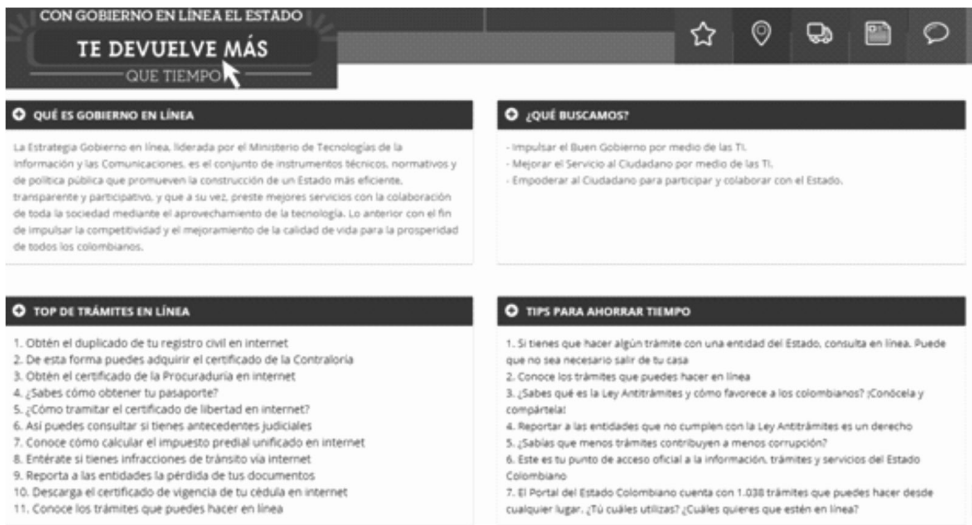 CON GOBIERNO EN LÍNEA EL ESTADO
TE DEVUELVE MÁS
QUE TIEMPO
QUÉ ES GOBIERNO EN LÍNEA
La Estrategia Gobierno en línea, liderada por el Ministerio de Tecnologías de la
Información y las Comunicaciones, es el conjunto de instrumentos técnicos, normativos y
de política pública que promueven la construcción de un Estado más eficiente,
transparente y participativo, y que a su vez, preste mejores servicios con la colaboración
de toda la sociedad mediante el aprovechamiento de la tecnología. Lo anterior con el fin
de impulsar la competitividad y el mejoramiento de la calidad de vida para la prosperidad
de todos los colombianos.
¿QUÉ BUSCAMOS?
- Impulsar el Buen Gobierno por medio de las TI.
- Mejorar el Servicio al Ciudadano por medio de las TI.
- Empoderar al Ciudadano para participar y colaborar con el Estado.
TOP DE TRÁMITES EN LÍNEA
1. Obtén el duplicado de tu registro civil en internet
2. De esta forma puedes adquirir el certificado de la Contraloría
3. Obtén el certificado de la Procuraduría en internet
4. ¿Sabes cómo obtener tu pasaporte?
5. ¿Cómo tramitar el certificado de libertad en internet?
6. Así puedes consultar si tienes antecedentes judiciales
7. Conoce cómo calcular el impuesto predial unificado en internet
8. Entérate si tienes infracciones de tránsito vía internet
9. Reporta a las entidades la pérdida de tus documentos
10. Descarga el certificado de vigencia de tu cédula en internet
11. Conoce los trámites que puedes hacer en línea
TIPS PARA AHORRAR TIEMPO
1. Si tienes que hacer algún trámite con una entidad del Estado, consulta en línea. Puede
que no sea necesario salir de tu casa
2. Conoce los trámites que puedes hacer en línea
3. ¿Sabes qué es la Ley Antitrámites y cómo favorece a los colombianos? ¡Conócela y
compártela!
4. Reportar a las entidades que no cumplen con la Ley Antitrámites es un derecho
5. ¿Sabías que menos trámites contribuyen a menos corrupción?
6. Este es tu punto de acceso oficial a la información, trámites y servicios del Estado
Colombiano
7. El Portal del Estado Colombiano cuenta con 1.038 trámites que puedes hacer desde
cualquier lugar. ¿Tú cuáles utilizas? ¿Cuáles quieres que estén en línea?